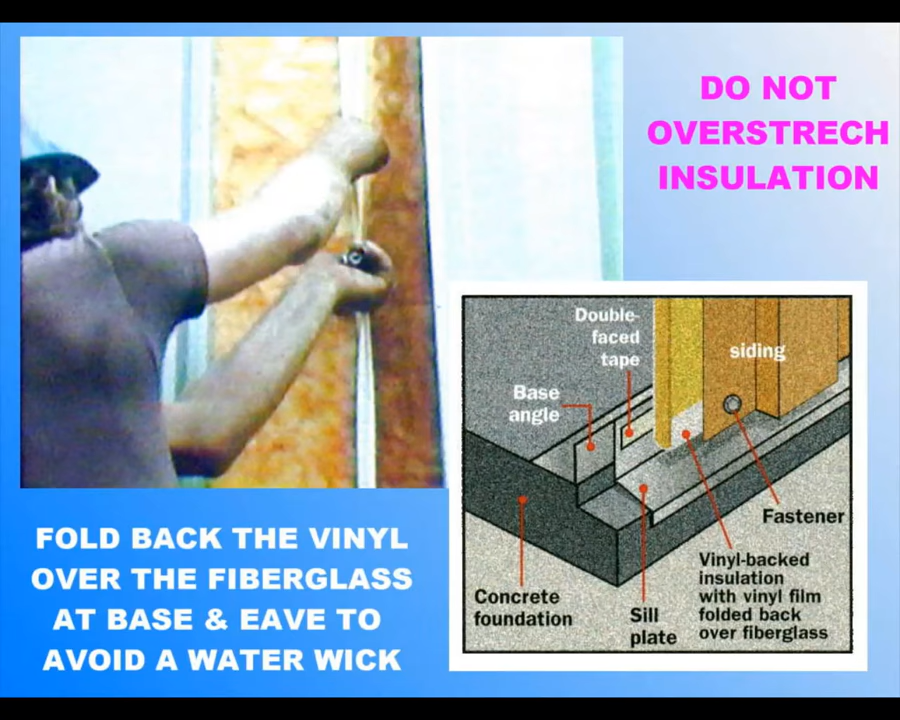 DO NOT
OVERSTRECH
INSULATION
Double-
faced
tape
siding
Base
angle
Fastener
Vinyl-backed
insulation
with vinyl film
folded back
over fiberglass
Concrete
foundation
Sill
plate
FOLD BACK THE VINYL
OVER THE FIBERGLASS
AT BASE & EAVE TO
AVOID A WATER WICK